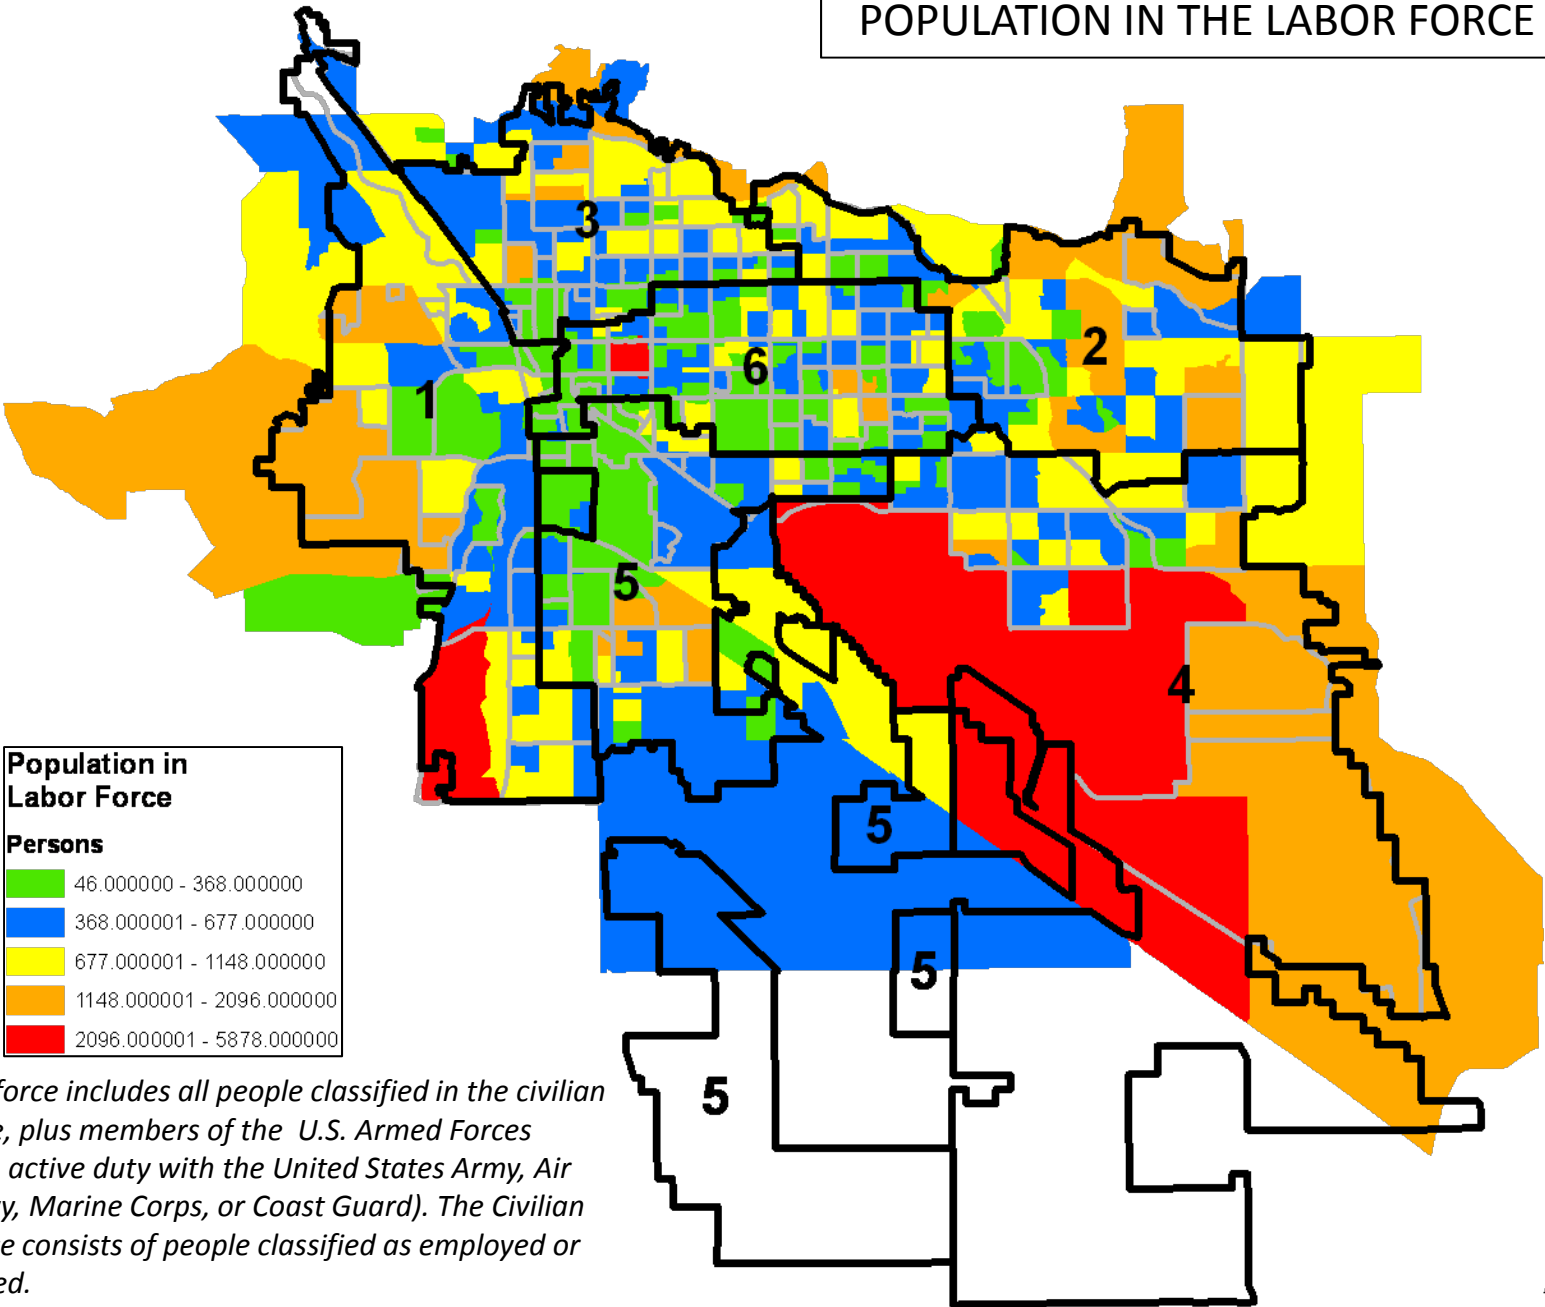 POPULATION IN THE LABOR FORCE
3
2
6
1
5
4
5
5
5
Population in
Labor Force
Persons
46.000000 - 368.000000
368.000001 - 677.000000
677.000001 - 1148.000000
1148.000001 - 2096.000000
2096.000001 - 5878.000000
force includes all people classified in the civilian
, plus members of the U.S. Armed Forces
active duty with the United States Army, Air
, Marine Corps, or Coast Guard). The Civilian
consists of people classified as employed or